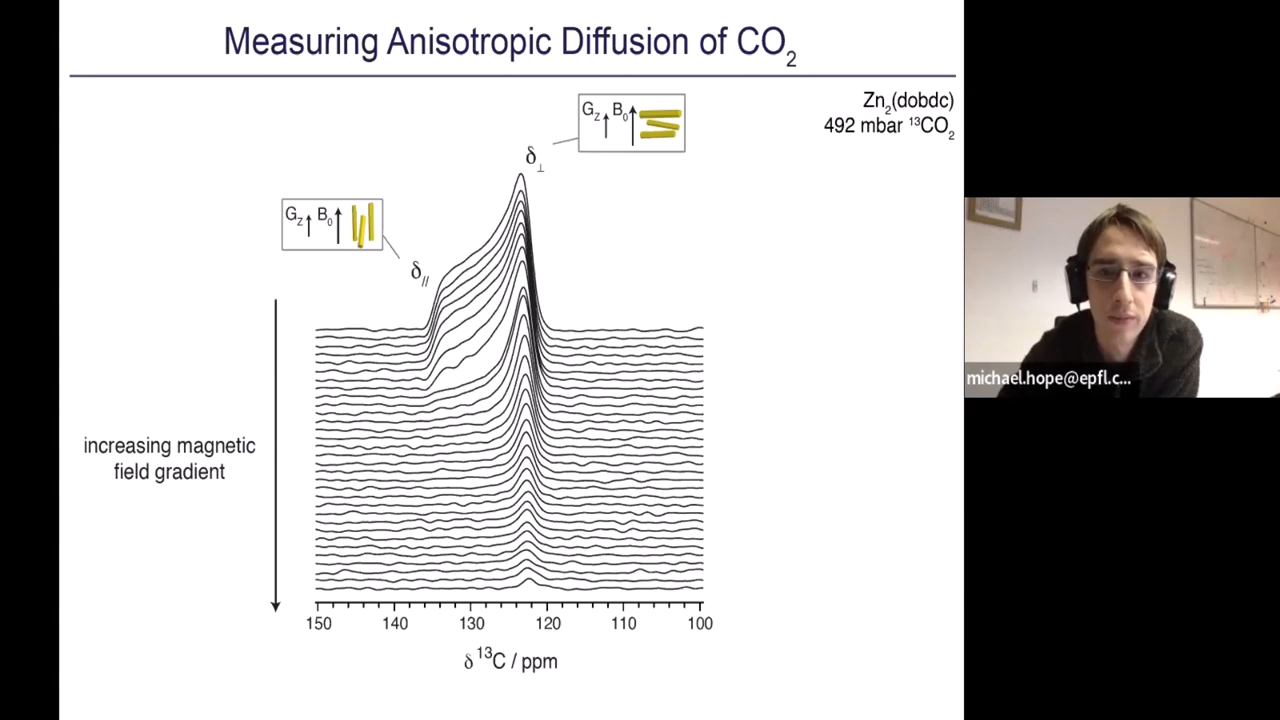 Measuring Anisotropic Diffusion of CO₂
Zn₂(dobdc)
492 mbar ¹³CO₂
G_Z B₀
δ⊥
G_Z B₀
δ//
increasing magnetic
field gradient
150 140 130 120 110 100
δ ¹³C / ppm
michael.hope@epfl.c...